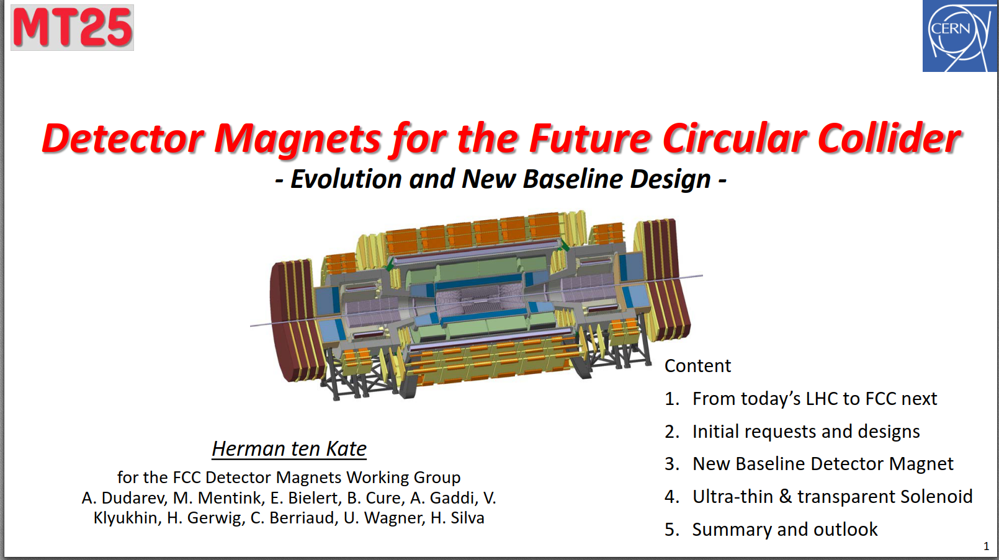 MT25
CERN
Detector Magnets for the Future Circular Collider
- Evolution and New Baseline Design -
Herman ten Kate
for the FCC Detector Magnets Working Group
A. Dudarev, M. Mentink, E. Bielert, B. Cure, A. Gaddi, V.
Klyukhin, H. Gerwig, C. Berriaud, U. Wagner, H. Silva
Content
1. From today’s LHC to FCC next
2. Initial requests and designs
3. New Baseline Detector Magnet
4. Ultra-thin & transparent Solenoid
5. Summary and outlook
1